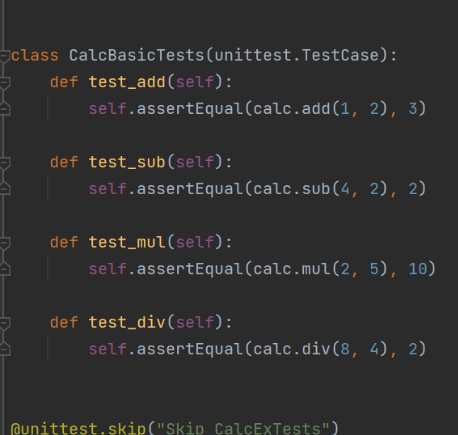 class CalcBasicTests(unittest.TestCase):
    def test_add(self):
        self.assertEqual(calc.add(1, 2), 3)
    def test_sub(self):
        self.assertEqual(calc.sub(4, 2), 2)
    def test_mul(self):
        self.assertEqual(calc.mul(2, 5), 10)
    def test_div(self):
        self.assertEqual(calc.div(8, 4), 2)
@unittest.skip("Skip CalcExTests")